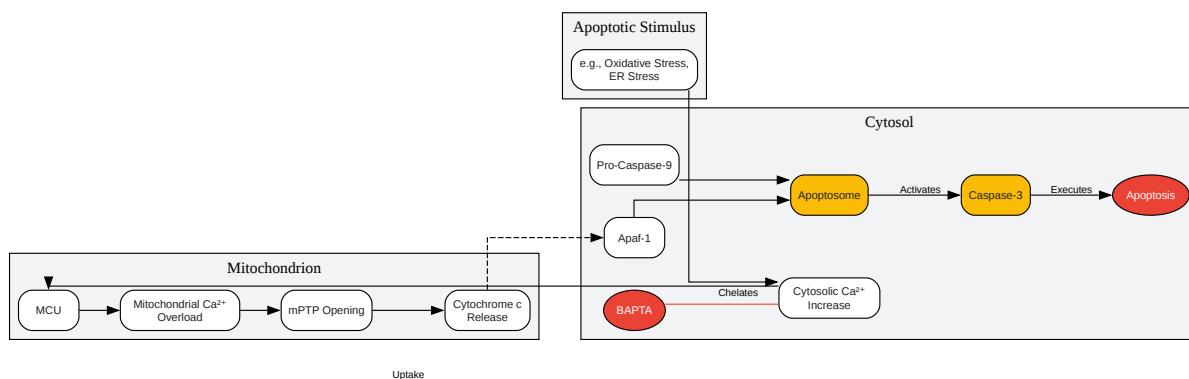 Apoptotic Stimulus
e.g., Oxidative Stress,
ER Stress
Cytosol
Pro-Caspase-9
Apoptosome
Activates
Caspase-3
Executes
Apoptosis
Apaf-1
Mitochondrion
MCU
Mitochondrial Ca²⁺
Overload
mPTP Opening
Cytochrome c
Release
BAPTA
Chelates
Cytosolic Ca²⁺
Increase
Uptake